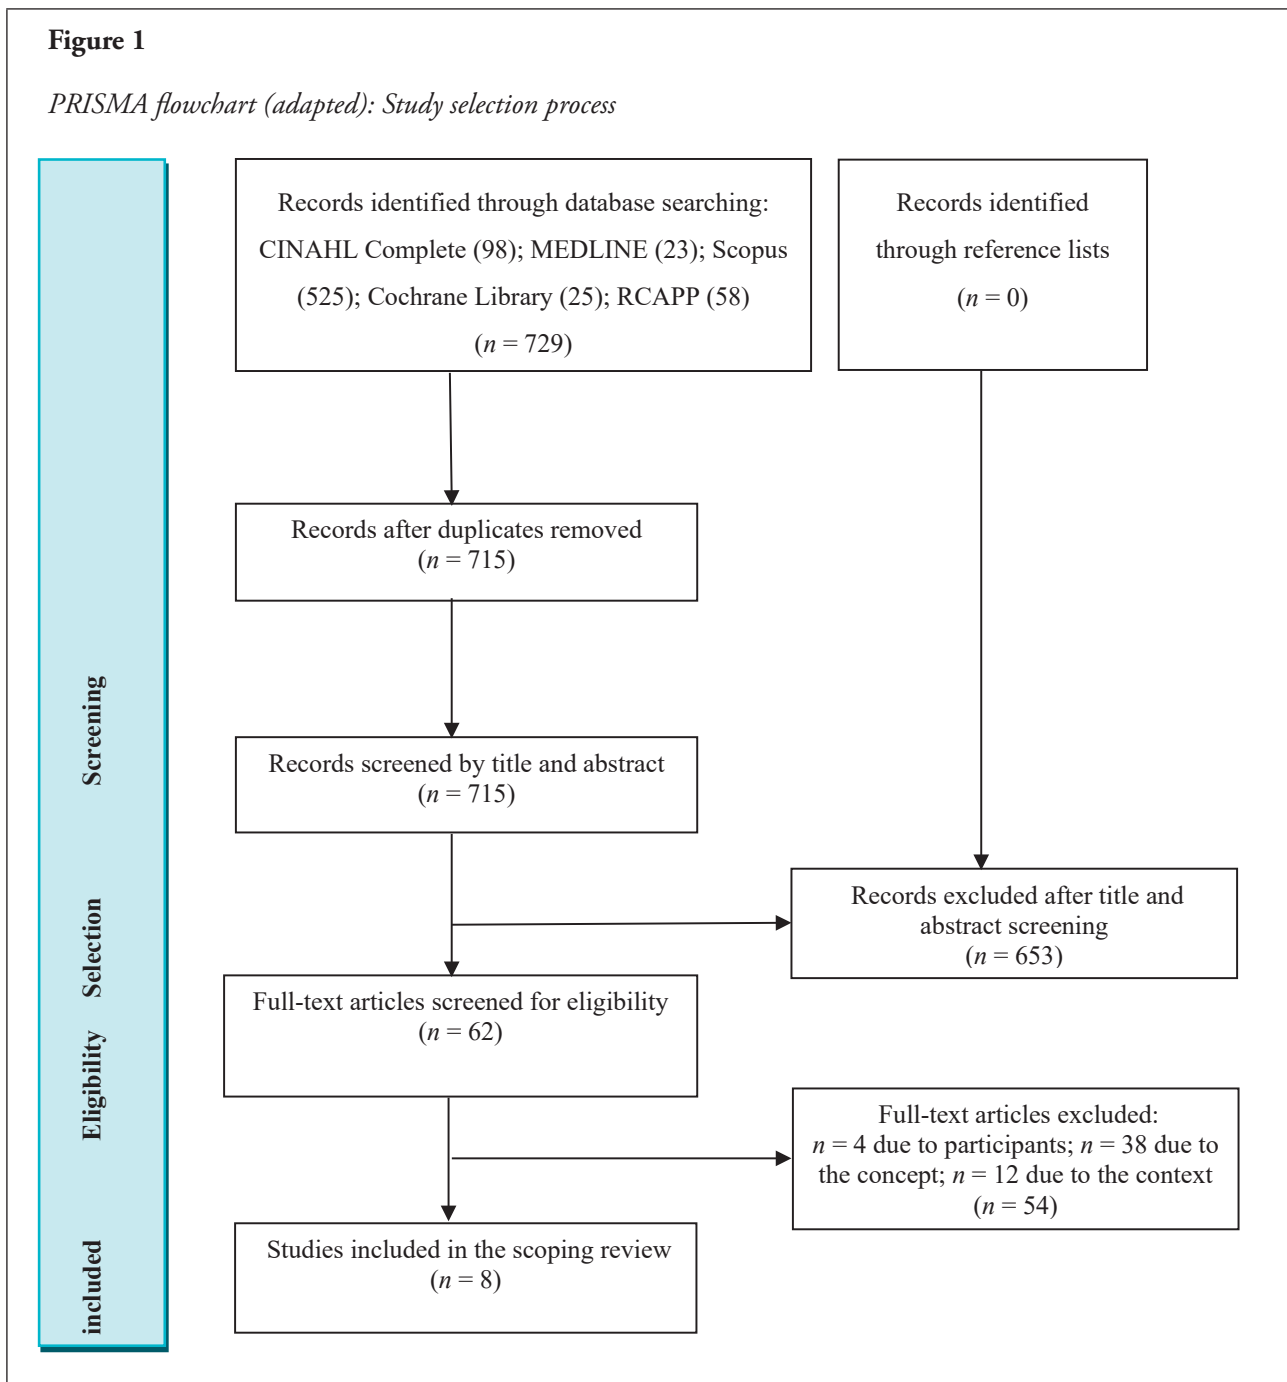 Figure 1
PRISMA flowchart (adapted): Study selection process
Records identified through database searching:
CINAHL Complete (98); MEDLINE (23); Scopus
(525); Cochrane Library (25); RCAPP (58)
(n = 729)
Records identified
through reference lists
(n = 0)
Records after duplicates removed
(n = 715)
Screening
Records screened by title and abstract
(n = 715)
Records excluded after title and
abstract screening
(n = 653)
Selection
Full-text articles screened for eligibility
(n = 62)
Eligibility
Full-text articles excluded:
n = 4 due to participants; n = 38 due to
the concept; n = 12 due to the context
(n = 54)
included
Studies included in the scoping review
(n = 8)